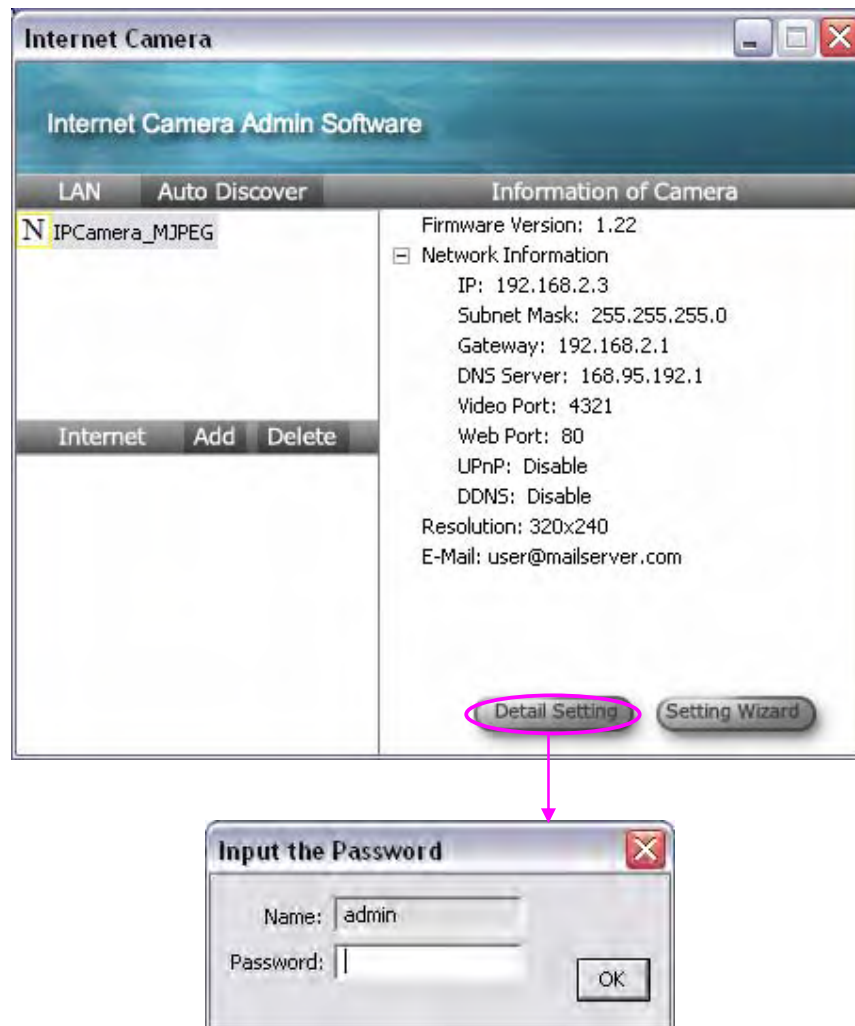 Internet Camera
Internet Camera Admin Software
LAN Auto Discover
N IPCamera_MJPEG
Internet Add Delete
Information of Camera
Firmware Version: 1.22
Network Information
IP: 192.168.2.3
Subnet Mask: 255.255.255.0
Gateway: 192.168.2.1
DNS Server: 168.95.192.1
Video Port: 4321
Web Port: 80
UPnP: Disable
DDNS: Disable
Resolution: 320x240
E-Mail: user@mailserver.com
Detail Setting Setting Wizard
Input the Password
Name: admin
Password:
OK